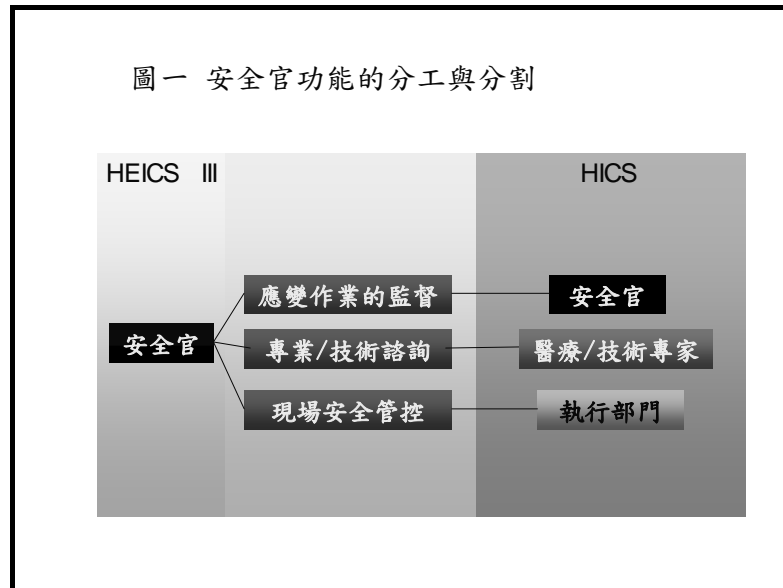 圖一 安全官功能的分工與分割
HEICS III
HICS
應變作業的監督
安全官
安全官
專業/技術諮詢
醫療/技術專家
現場安全管控
執行部門